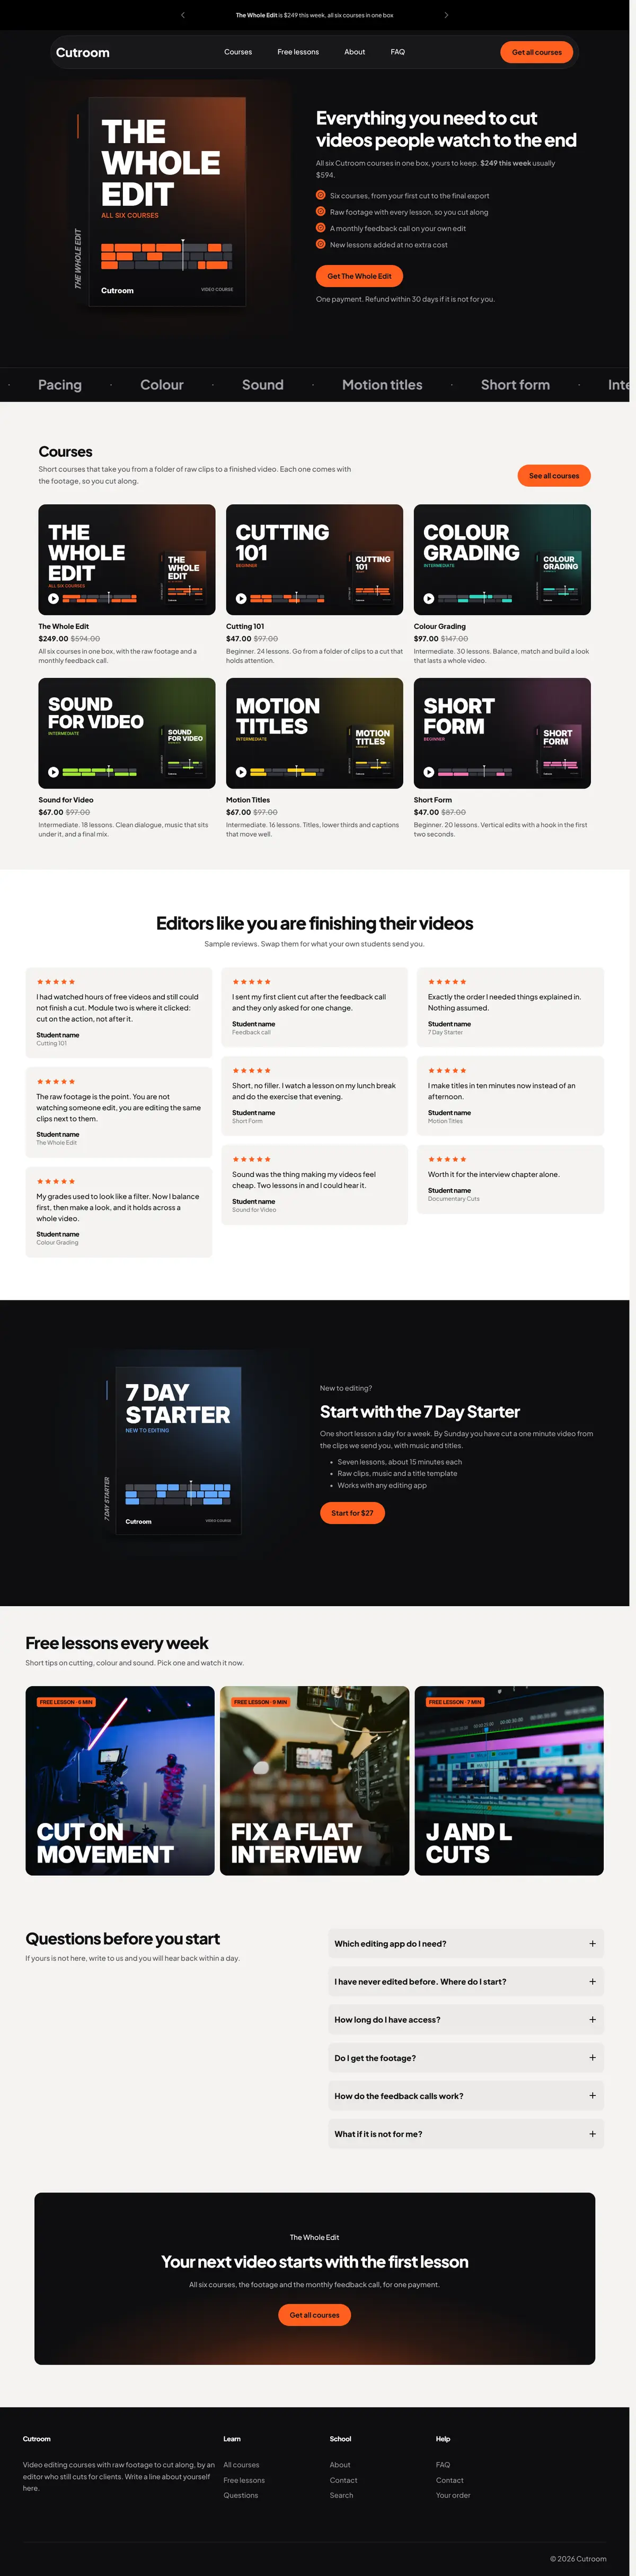 The Whole Edit is $249 this week, all six courses in one box
Cutroom
Courses
Free lessons
About
FAQ
Get all courses
THE
WHOLE
EDIT
ALL SIX COURSES
THE WHOLE EDIT
Cutroom
VIDEO COURSE
Everything you need to cut
videos people watch to the end
All six Cutroom courses in one box, yours to keep. $249 this week usually
$594.
Six courses, from your first cut to the final export
Raw footage with every lesson, so you cut along
A monthly feedback call on your own edit
New lessons added at no extra cost
Get The Whole Edit
One payment. Refund within 30 days if it is not for you.
· Pacing · Colour · Sound · Motion titles · Short form · Inte
Courses
Short courses that take you from a folder of raw clips to a finished video. Each one comes with
the footage, so you cut along.
See all courses
THE
WHOLE
EDIT
ALL SIX COURSES
THE
WHOLE
EDIT
The Whole Edit
$249.00 $594.00
All six courses in one box, with the raw footage and a
monthly feedback call.
CUTTING
101
BEGINNER
CUTTING
101
Cutting 101
$47.00 $97.00
Beginner. 24 lessons. Go from a folder of clips to a cut that
holds attention.
COLOUR
GRADING
INTERMEDIATE
COLOUR
GRADING
Colour Grading
$97.00 $147.00
Intermediate. 30 lessons. Balance, match and build a look
that lasts a whole video.
SOUND
FOR VIDEO
INTERMEDIATE
SOUND
FOR VIDEO
Sound for Video
$67.00 $97.00
Intermediate. 18 lessons. Clean dialogue, music that sits
under it, and a final mix.
MOTION
TITLES
INTERMEDIATE
MOTION
TITLES
Motion Titles
$67.00 $97.00
Intermediate. 16 lessons. Titles, lower thirds and captions
that move well.
SHORT
FORM
BEGINNER
SHORT
FORM
Short Form
$47.00 $87.00
Beginner. 20 lessons. Vertical edits with a hook in the first
two seconds.
Editors like you are finishing their videos
Sample reviews. Swap them for what your own students send you.
I had watched hours of free videos and still could
not finish a cut. Module two is where it clicked:
cut on the action, not after it.
Student name
Cutting 101
The raw footage is the point. You are not
watching someone edit, you are editing the same
clips next to them.
Student name
The Whole Edit
My grades used to look like a filter. Now I balance
first, then make a look, and it holds across a
whole video.
Student name
Colour Grading
I sent my first client cut after the feedback call
and they only asked for one change.
Student name
Feedback call
Short, no filler. I watch a lesson on my lunch break
and do the exercise that evening.
Student name
Short Form
Sound was the thing making my videos feel
cheap. Two lessons in and I could hear it.
Student name
Sound for Video
Exactly the order I needed things explained in.
Nothing assumed.
Student name
7 Day Starter
I make titles in ten minutes now instead of an
afternoon.
Student name
Motion Titles
Worth it for the interview chapter alone.
Student name
Documentary Cuts
7 DAY
STARTER
NEW TO EDITING
7 DAY STARTER
Cutroom
VIDEO COURSE
New to editing?
Start with the 7 Day Starter
One short lesson a day for a week. By Sunday you have cut a one minute video from
the clips we send you, with music and titles.
• Seven lessons, about 15 minutes each
• Raw clips, music and a title template
• Works with any editing app
Start for $27
Free lessons every week
Short tips on cutting, colour and sound. Pick one and watch it now.
FREE LESSON · 6 MIN
CUT ON
MOVEMENT
FREE LESSON · 9 MIN
FIX A FLAT
INTERVIEW
FREE LESSON · 7 MIN
J AND L
CUTS
Questions before you start
If yours is not here, write to us and you will hear back within a day.
Which editing app do I need?
I have never edited before. Where do I start?
How long do I have access?
Do I get the footage?
How do the feedback calls work?
What if it is not for me?
The Whole Edit
Your next video starts with the first lesson
All six courses, the footage and the monthly feedback call, for one payment.
Get all courses
Cutroom
Video editing courses with raw footage to cut along, by an
editor who still cuts for clients. Write a line about yourself
here.
Learn
All courses
Free lessons
Questions
School
About
Contact
Search
Help
FAQ
Contact
Your order
© 2026 Cutroom